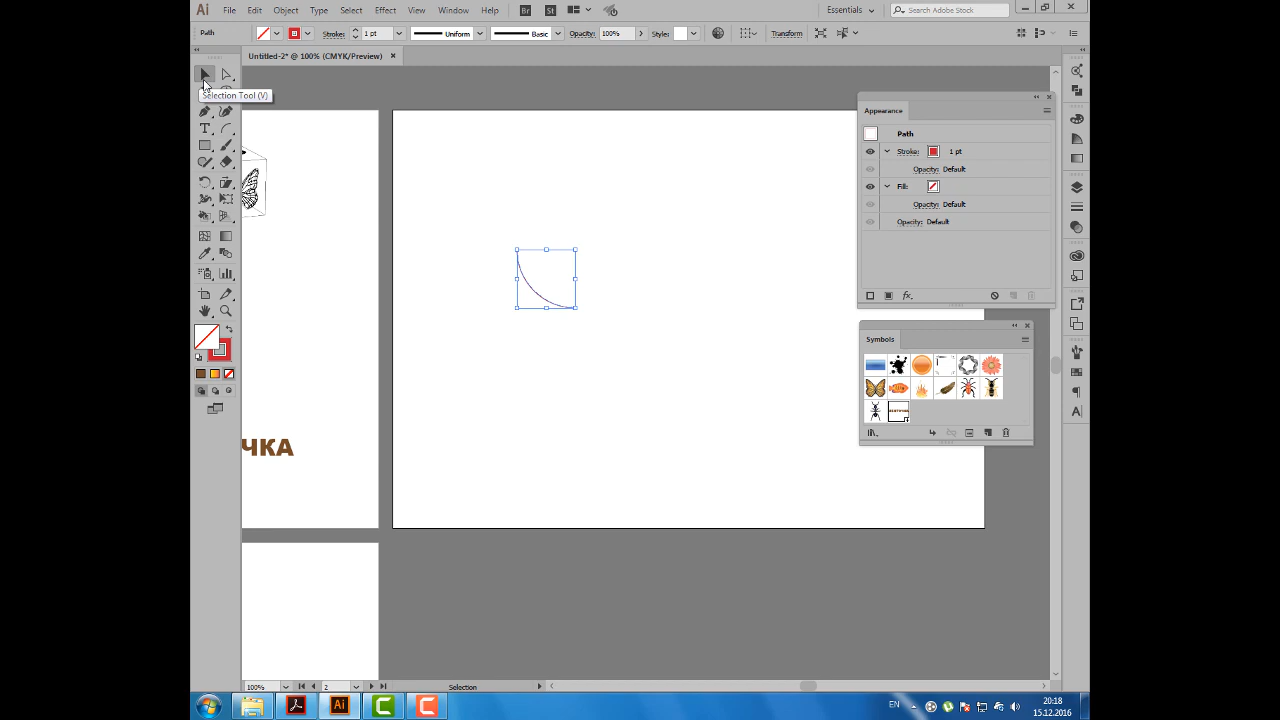 Ai File Edit Object Type Select Effect View Window Help Br St Essentials Search Adobe Stock
Path Stroke: 1 pt Uniform Basic Opacity: 100% Style: Transform
Untitled-2* @ 100% (CMYK/Preview) ×
Selection Tool (V)
T
Appearance
Path
Stroke: 1 pt
Opacity: Default
Fill:
Opacity: Default
Opacity: Default
fx
Symbols
ЧКА
100% 2 Selection
Ai C C EN 20:18
15.12.2016